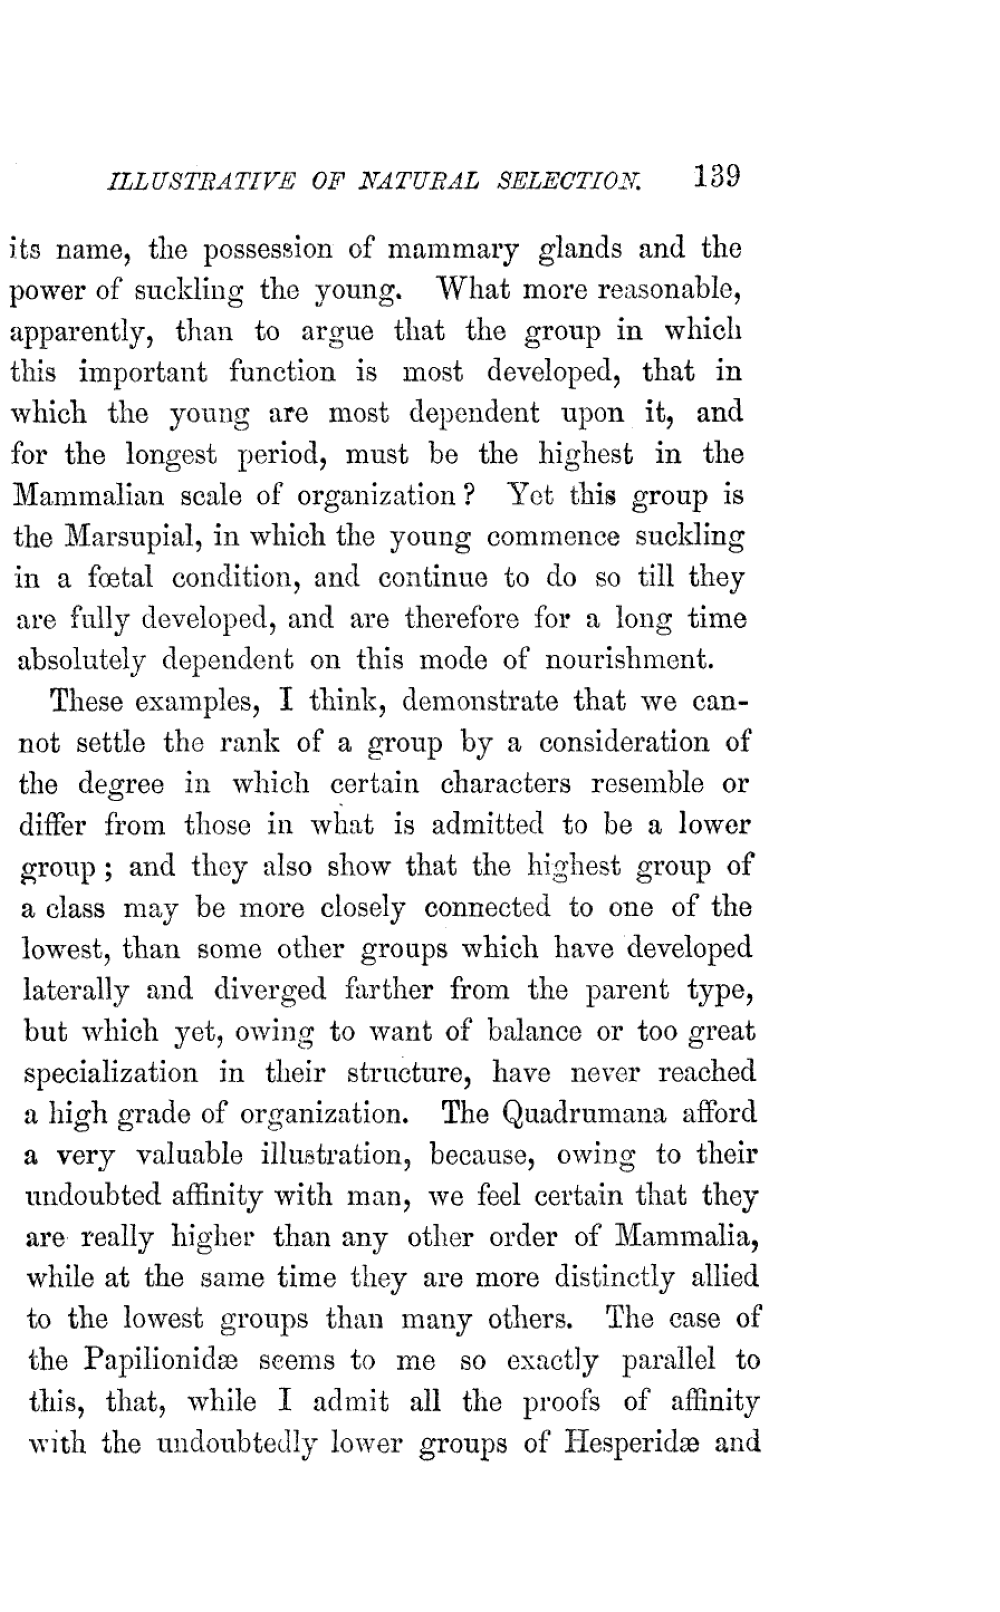 ILLUSTRATIVE OF NATURAL SELECTION. 139
its name, the possession of mammary glands and the
power of suckling the young. What more reasonable,
apparently, than to argue that the group in which
this important function is most developed, that in
which the young are most dependent upon it, and
for the longest period, must be the highest in the
Mammalian scale of organization? Yet this group is
the Marsupial, in which the young commence suckling
in a fœtal condition, and continue to do so till they
are fully developed, and are therefore for a long time
absolutely dependent on this mode of nourishment.
These examples, I think, demonstrate that we can-
not settle the rank of a group by a consideration of
the degree in which certain characters resemble or
differ from those in what is admitted to be a lower
group; and they also show that the highest group of
a class may be more closely connected to one of the
lowest, than some other groups which have developed
laterally and diverged farther from the parent type,
but which yet, owing to want of balance or too great
specialization in their structure, have never reached
a high grade of organization. The Quadrumana afford
a very valuable illustration, because, owing to their
undoubted affinity with man, we feel certain that they
are really higher than any other order of Mammalia,
while at the same time they are more distinctly allied
to the lowest groups than many others. The case of
the Papilionidæ seems to me so exactly parallel to
this, that, while I admit all the proofs of affinity
with the undoubtedly lower groups of Hesperidæ and